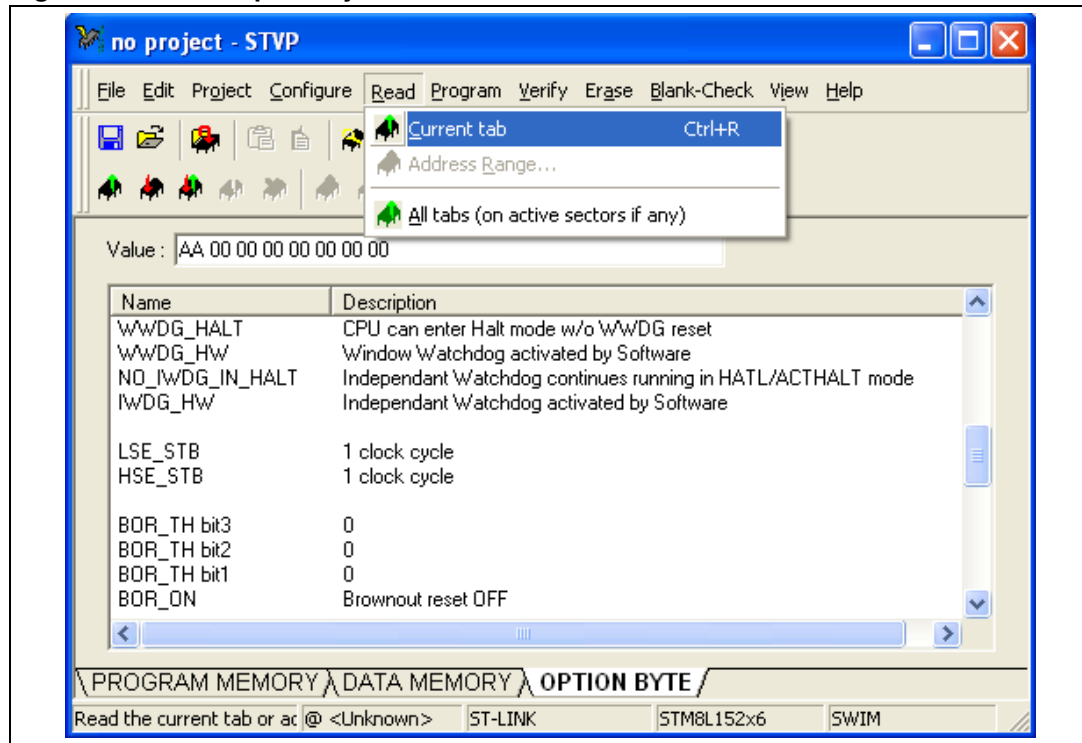 no project - STVP
File Edit Project Configure Read Program Verify Erase Blank-Check View Help
Current tab Ctrl+R
Address Range...
All tabs (on active sectors if any)
Value : AA 00 00 00 00 00 00 00
Name Description
WWDG_HALT CPU can enter Halt mode w/o WWDG reset
WWDG_HW Window Watchdog activated by Software
NO_IWDG_IN_HALT Independant Watchdog continues running in HATL/ACTHALT mode
IWDG_HW Independant Watchdog activated by Software
LSE_STB 1 clock cycle
HSE_STB 1 clock cycle
BOR_TH bit3 0
BOR_TH bit2 0
BOR_TH bit1 0
BOR_ON Brownout reset OFF
PROGRAM MEMORY DATA MEMORY OPTION BYTE
Read the current tab or ac @ <Unknown> ST-LINK STM8L152x6 SWIM